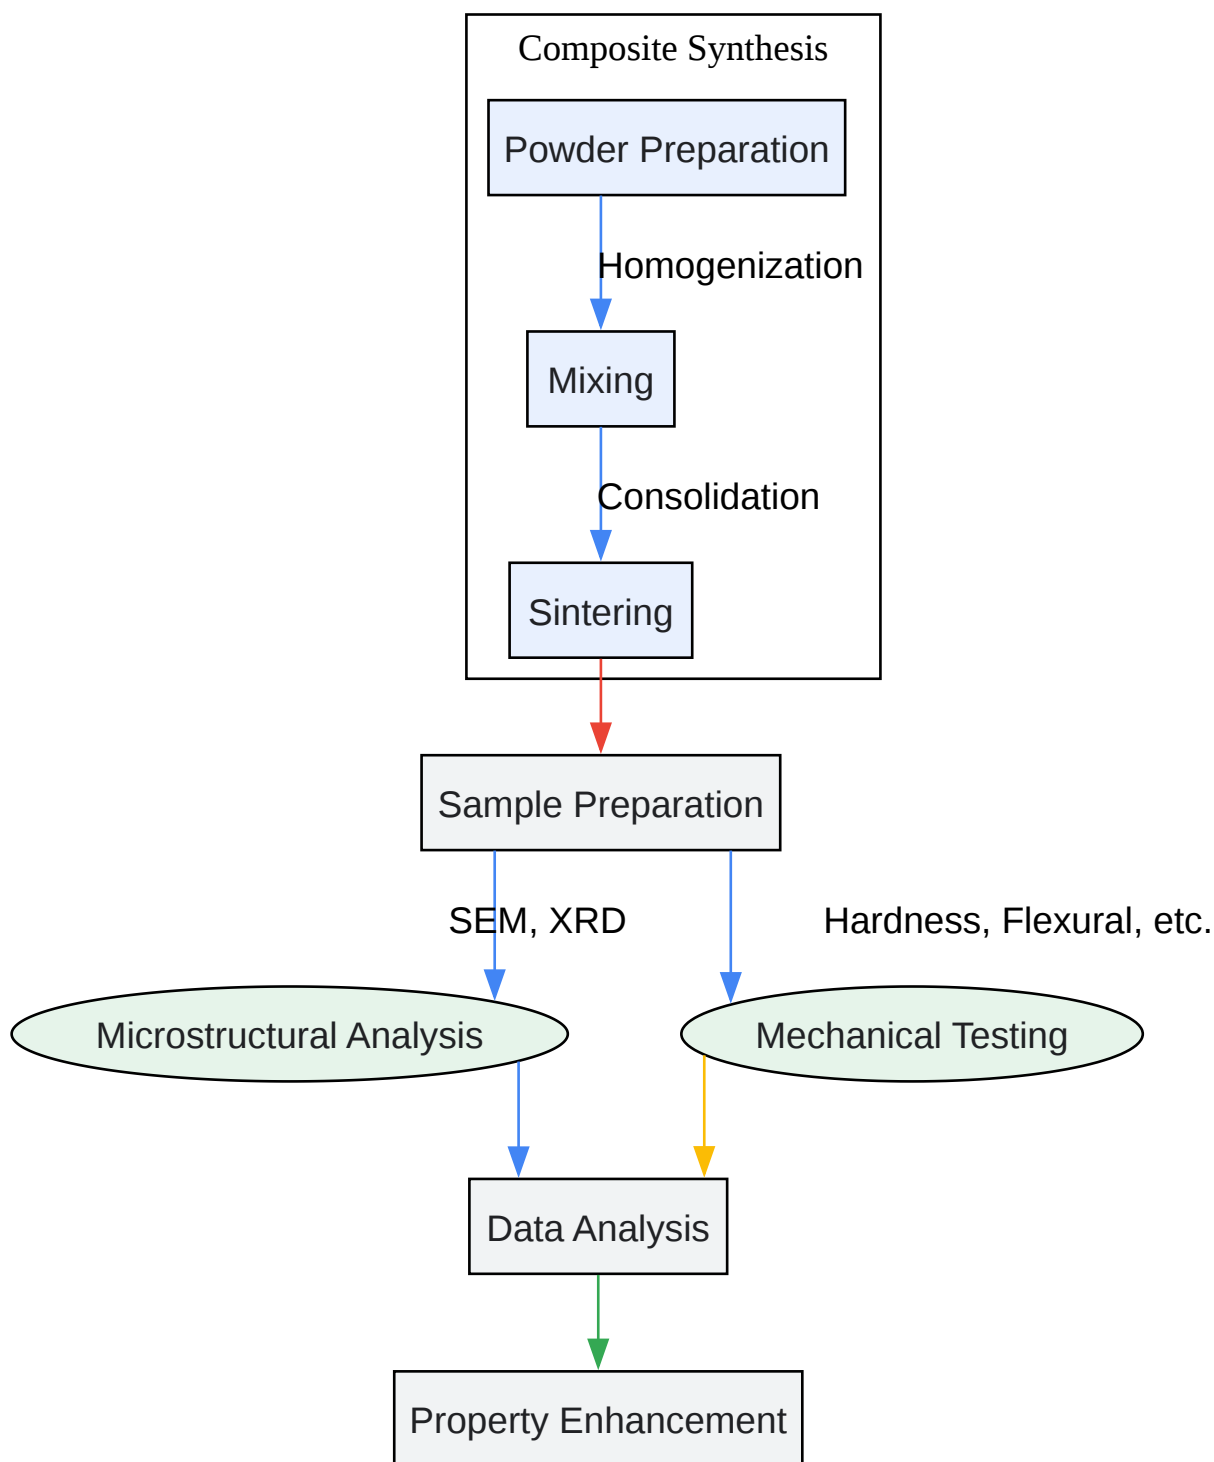 Composite Synthesis
Powder Preparation
Homogenization
Mixing
Consolidation
Sintering
Sample Preparation
SEM, XRD
Hardness, Flexural, etc.
Microstructural Analysis
Mechanical Testing
Data Analysis
Property Enhancement